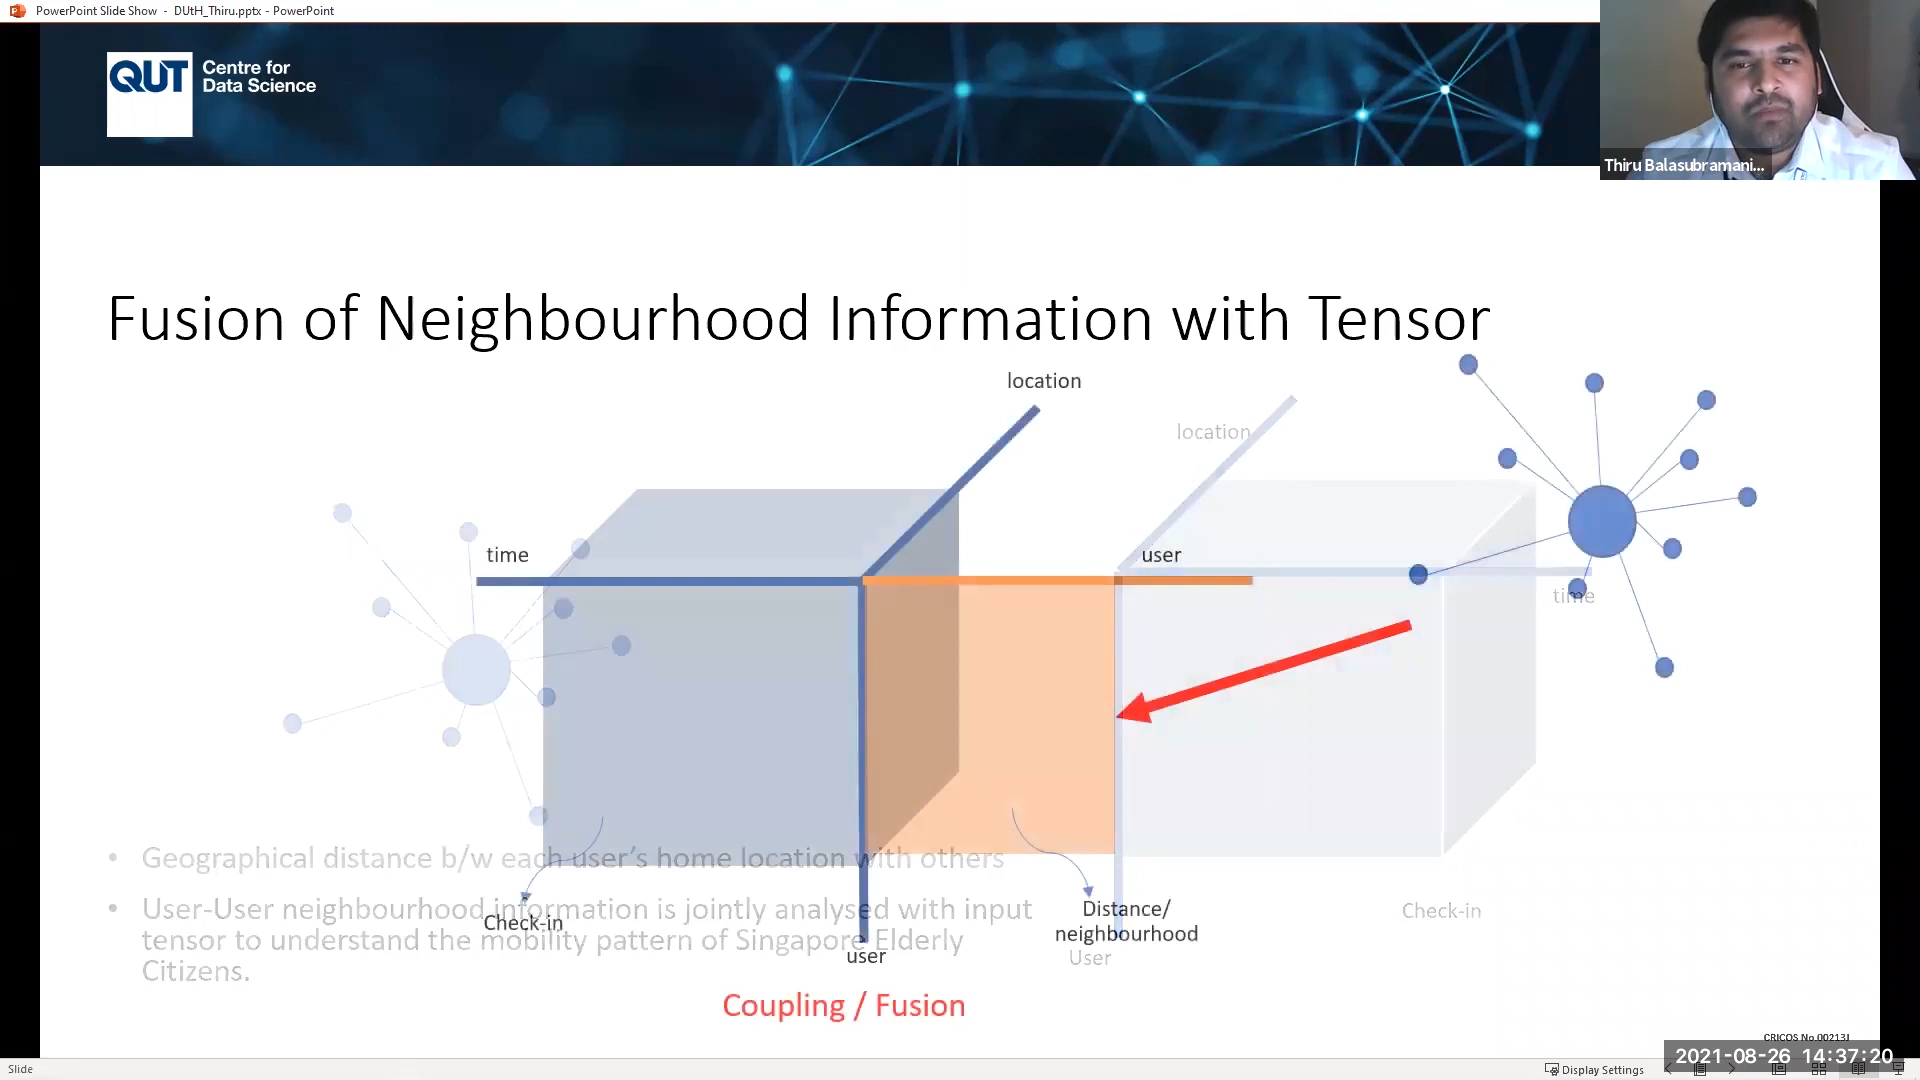 PowerPoint Slide Show - DUtH_Thiru.pptx - PowerPoint
QUT
Centre for
Data Science
Thiru Balasubramani...
Fusion of Neighbourhood Information with Tensor
location
location
time
user
time
• Geographical distance b/w each user’s home location with others
• User-User neighbourhood information is jointly analysed with input
tensor to understand the mobility pattern of Singapore Elderly
Citizens.
Check-in
Distance/
neighbourhood
Check-in
user
User
Coupling / Fusion
CRICOS No.00213J
2021-08-26 14:37:20
Slide
Display Settings